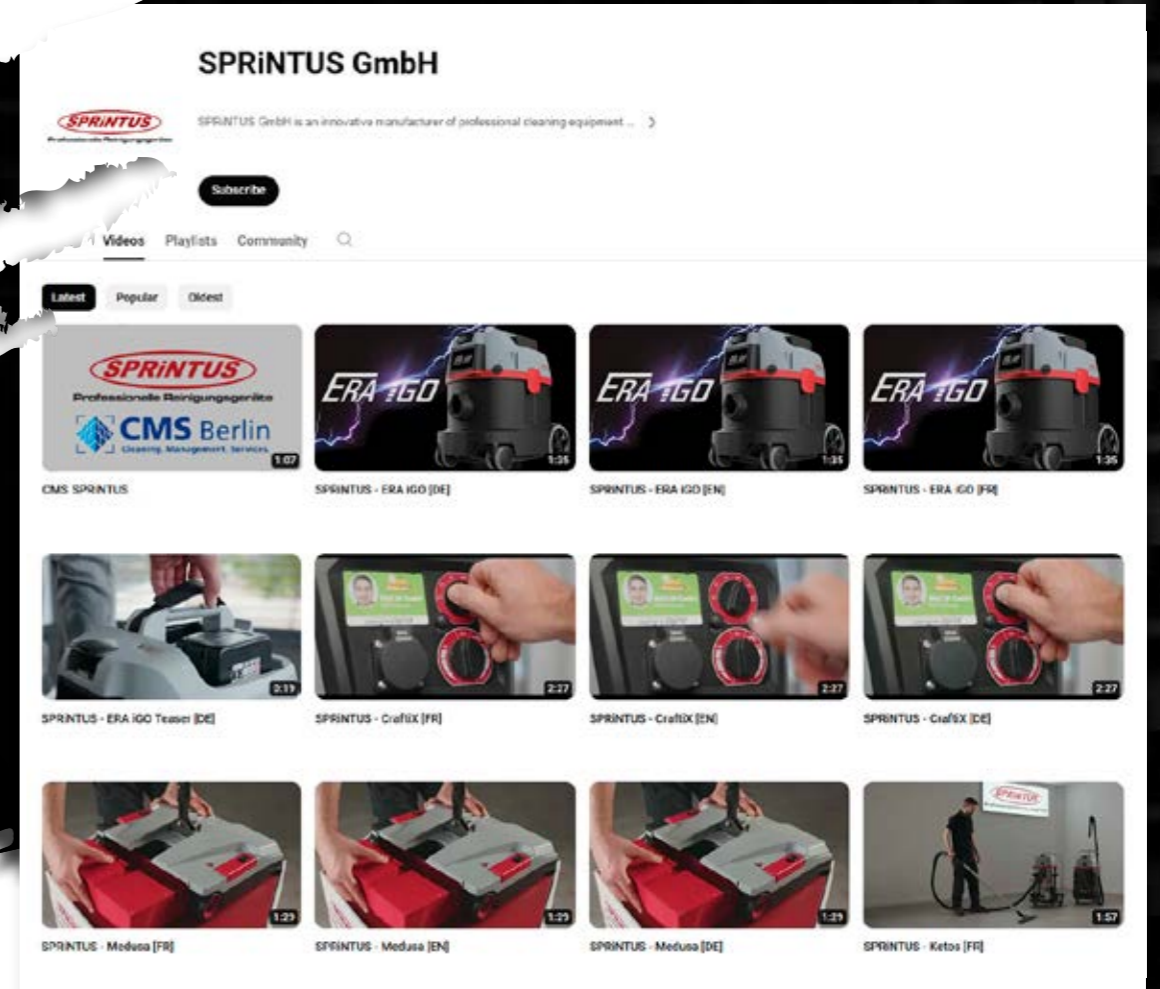 SPRiNTUS GmbH
SPRiNTUS
SPRiNTUS GmbH is an innovative manufacturer of professional cleaning equipment ...
Subscribe
Videos Playlists Community
Latest Popular Oldest
SPRiNTUS
Professionelle Reinigungsgeräte
CMS Berlin
Cleaning. Management. Services.
1:07
ERA iGO
1:35
ERA iGO
1:35
ERA iGO
1:35
CMS SPRiNTUS
SPRiNTUS - ERA iGO [DE]
SPRiNTUS - ERA iGO [EN]
SPRiNTUS - ERA iGO [FR]
2:27
2:27
2:27
SPRiNTUS - ERA iGO Teaser [DE]
SPRiNTUS - CraftiX [FR]
SPRiNTUS - CraftiX [EN]
SPRiNTUS - CraftiX [DE]
1:29
1:29
1:29
SPRiNTUS
1:57
SPRiNTUS - Medusa [FR]
SPRiNTUS - Medusa [EN]
SPRiNTUS - Medusa [DE]
SPRiNTUS - Ketos [FR]